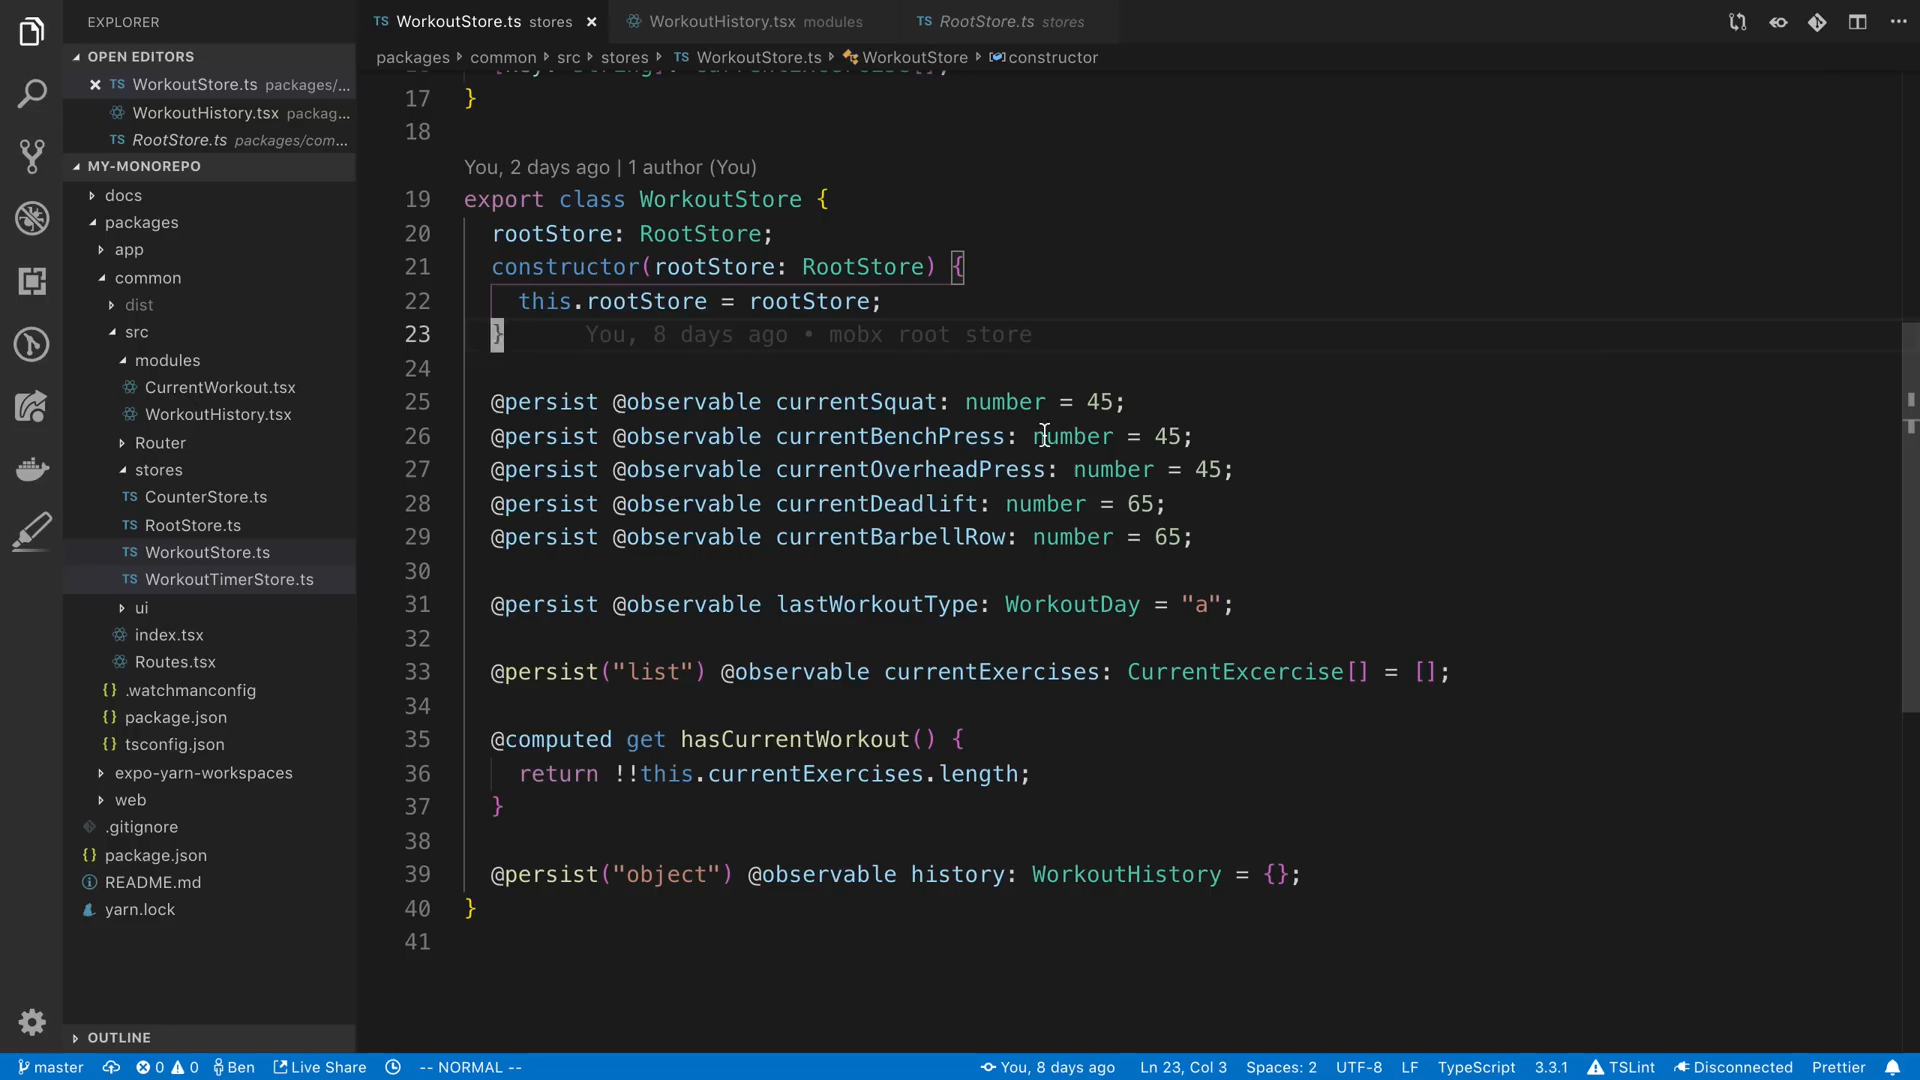 EXPLORER
WorkoutStore.ts stores
WorkoutHistory.tsx modules
RootStore.ts stores
OPEN EDITORS
WorkoutStore.ts packages/...
WorkoutHistory.tsx packag...
RootStore.ts packages/com...
MY-MONOREPO
docs
packages
app
common
dist
src
modules
CurrentWorkout.tsx
WorkoutHistory.tsx
Router
stores
TS CounterStore.ts
TS RootStore.ts
TS WorkoutStore.ts
TS WorkoutTimerStore.ts
ui
index.tsx
Routes.tsx
{} .watchmanconfig
{} package.json
{} tsconfig.json
expo-yarn-workspaces
web
.gitignore
{} package.json
README.md
yarn.lock
OUTLINE
packages common src stores TS WorkoutStore.ts WorkoutStore constructor
17 }
18
You, 2 days ago | 1 author (You)
19 export class WorkoutStore {
20 rootStore: RootStore;
21 constructor(rootStore: RootStore) {
22 this.rootStore = rootStore;
23 } You, 8 days ago • mobx root store
24
25 @persist @observable currentSquat: number = 45;
26 @persist @observable currentBenchPress: number = 45;
27 @persist @observable currentOverheadPress: number = 45;
28 @persist @observable currentDeadlift: number = 65;
29 @persist @observable currentBarbellRow: number = 65;
30
31 @persist @observable lastWorkoutType: WorkoutDay = "a";
32
33 @persist("list") @observable currentExercises: CurrentExcercise[] = [];
34
35 @computed get hasCurrentWorkout() {
36 return !!this.currentExercises.length;
37 }
38
39 @persist("object") @observable history: WorkoutHistory = {};
40 }
41
master 0 0 Ben Live Share -- NORMAL -- You, 8 days ago Ln 23, Col 3 Spaces: 2 UTF-8 LF TypeScript 3.3.1 TSLint Disconnected Prettier